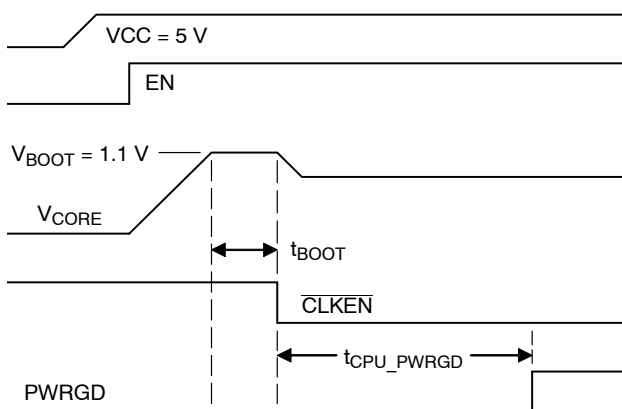 VCC = 5 V
EN
VBOOT = 1.1 V
VCORE
tBOOT
CLKEN
tCPU_PWRGD
PWRGD